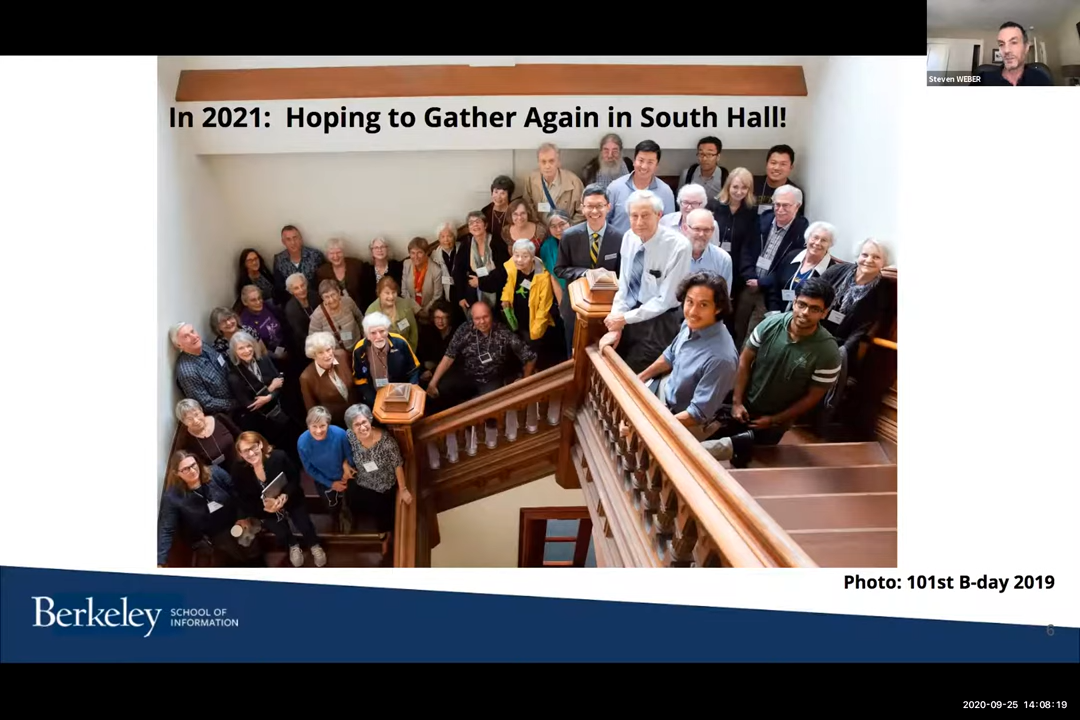 Steven WEBER
In 2021: Hoping to Gather Again in South Hall!
Photo: 101st B-day 2019
Berkeley
SCHOOL OF
INFORMATION
6
2020-09-25 14:08:19